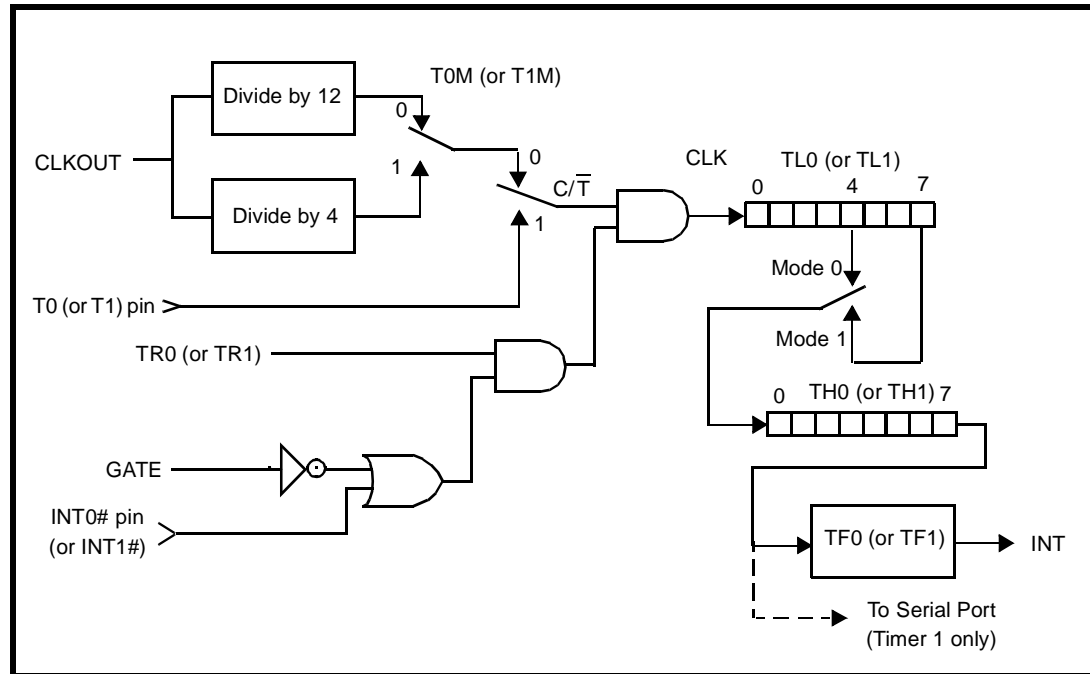 T0M (or T1M)
Divide by 12
0
CLKOUT
1
0
Divide by 4
C/T̅
1
CLK
TL0 (or TL1)
0 4 7
T0 (or T1) pin
Mode 0
Mode 1
TR0 (or TR1)
0 TH0 (or TH1) 7
GATE
INT0# pin
(or INT1#)
TF0 (or TF1)
INT
To Serial Port
(Timer 1 only)